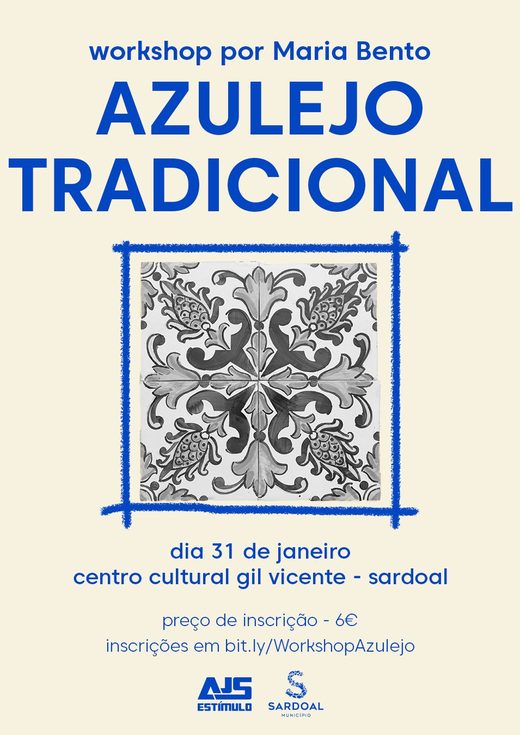 workshop por Maria Bento
AZULEJO
TRADICIONAL
dia 31 de janeiro
centro cultural gil vicente - sardoal
preço de inscrição - 6€
inscrições em bit.ly/WorkshopAzulejo
AJS
ESTÍMULO
SARDOAL
MUNICÍPIO